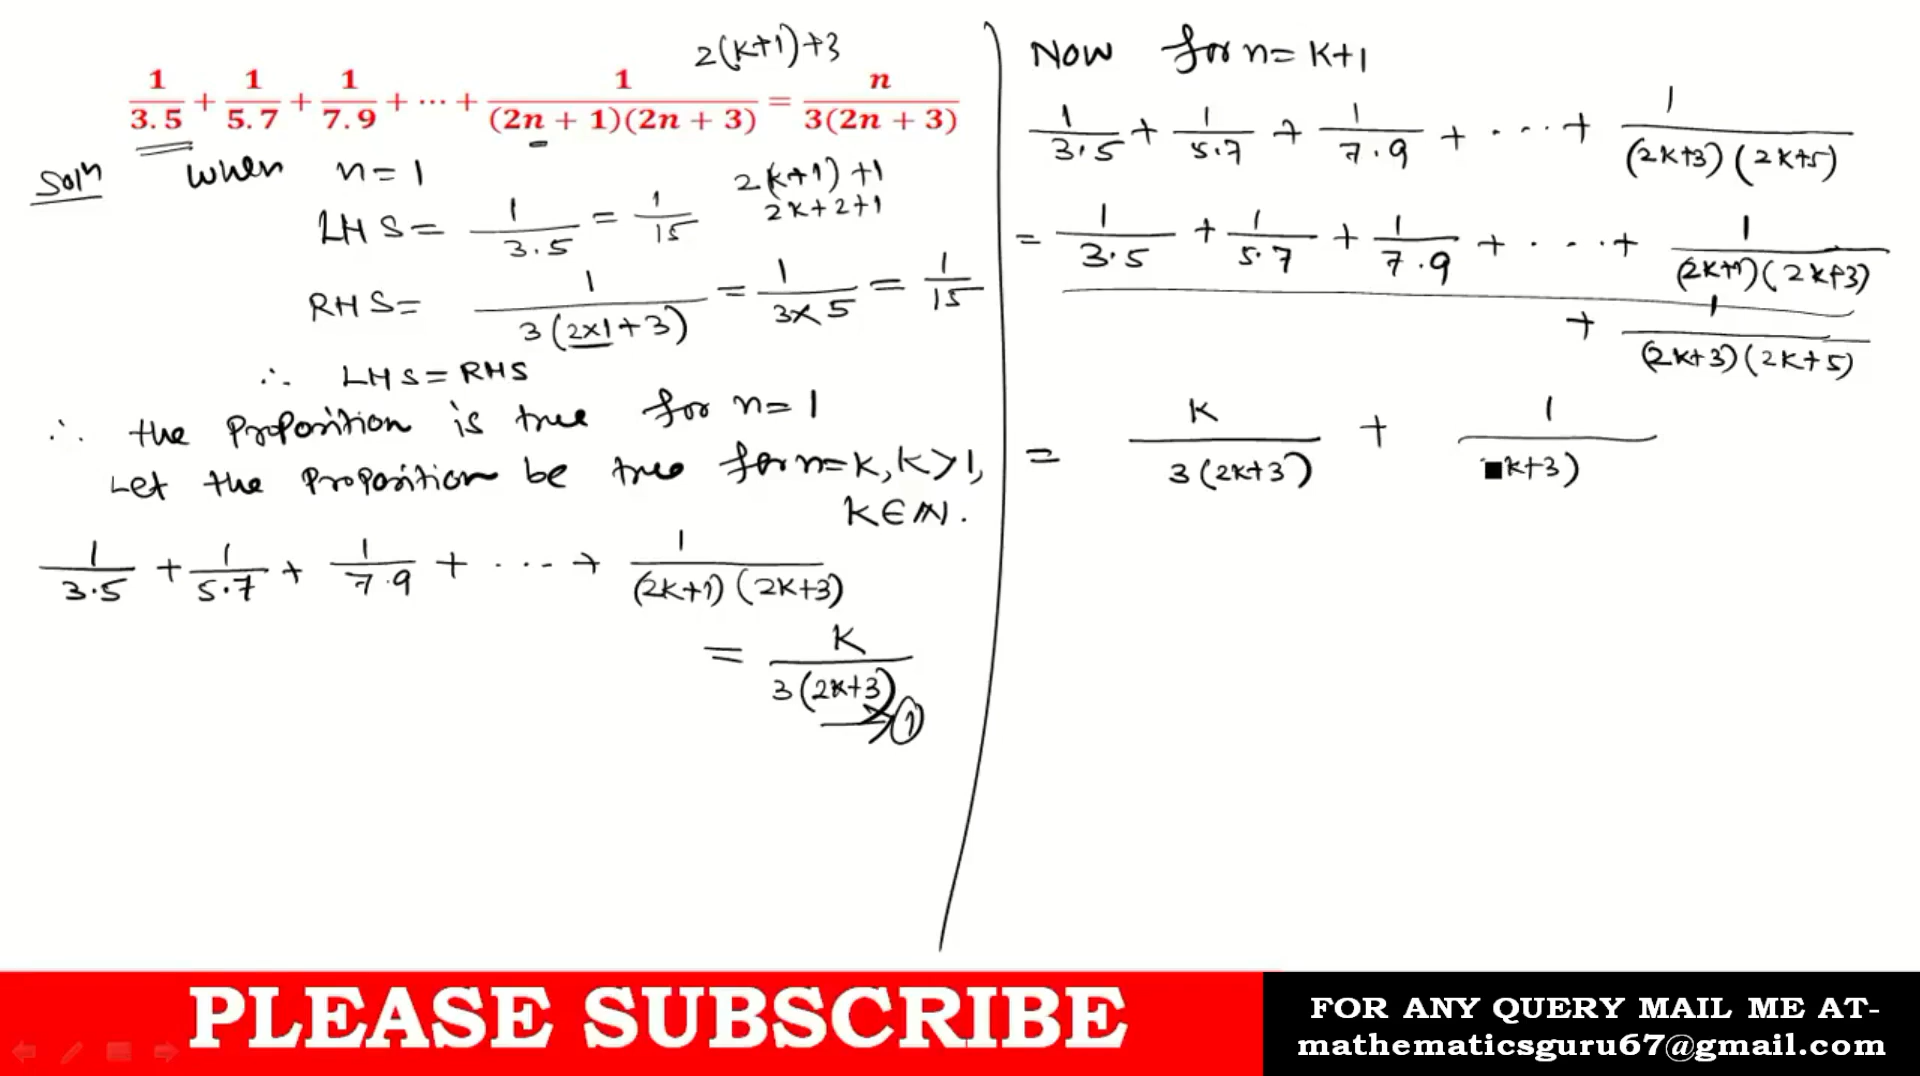 2(k+1)+3
1/3.5 + 1/5.7 + 1/7.9 + ⋯ + 1/(2n + 1)(2n + 3) = n/3(2n + 3)
Soln when n=1
2(k+1)+1
2k+2+1
LHS = 1/3.5 = 1/15
RHS = 1/3(2x1+3) = 1/3x5 = 1/15
∴ LHS = RHS
∴ the proposition is true for n=1
Let the proposition be true for n=k, k>1,
k∈N.
1/3.5 + 1/5.7 + 1/7.9 + ... + 1/(2k+1)(2k+3)
= k/3(2k+3)
→ ①
Now for n=k+1
1/3.5 + 1/5.7 + 1/7.9 + ... + 1/(2k+3)(2k+5)
= 1/3.5 + 1/5.7 + 1/7.9 + ... + 1/(2k+1)(2k+3)
+ 1/(2k+3)(2k+5)
= k/3(2k+3) + 1/k+3)
PLEASE SUBSCRIBE
FOR ANY QUERY MAIL ME AT-
mathematicsguru67@gmail.com